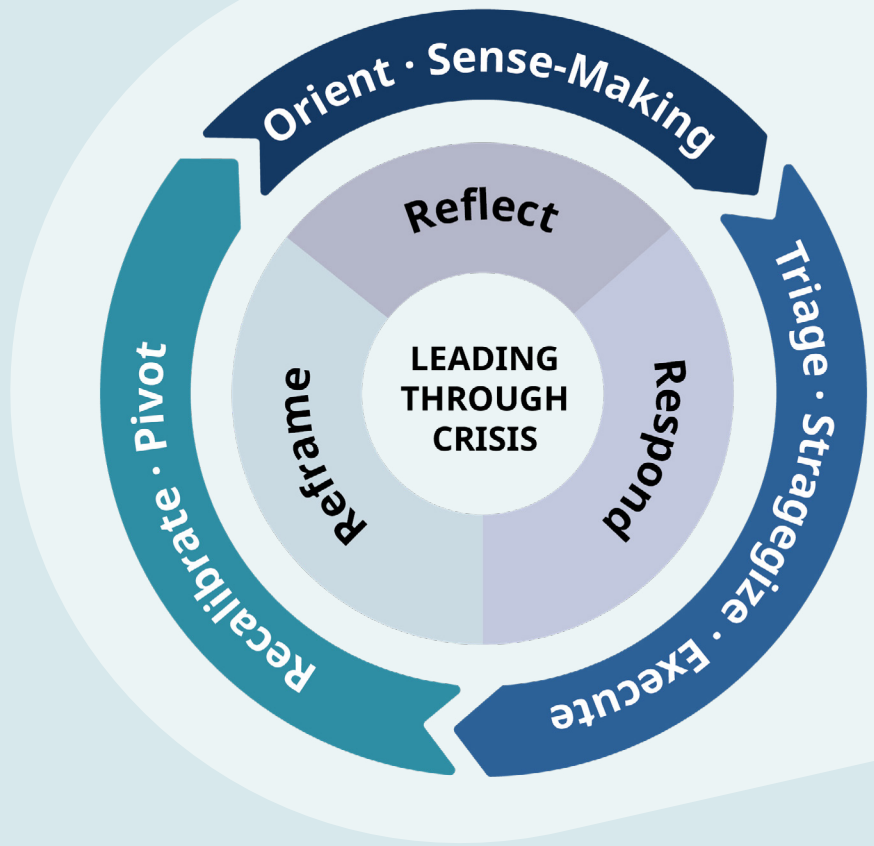 Orient · Sense-Making
Triage · Stragegize · Execute
Recalibrate · Pivot
Reflect
Respond
Reframe
LEADING
THROUGH
CRISIS